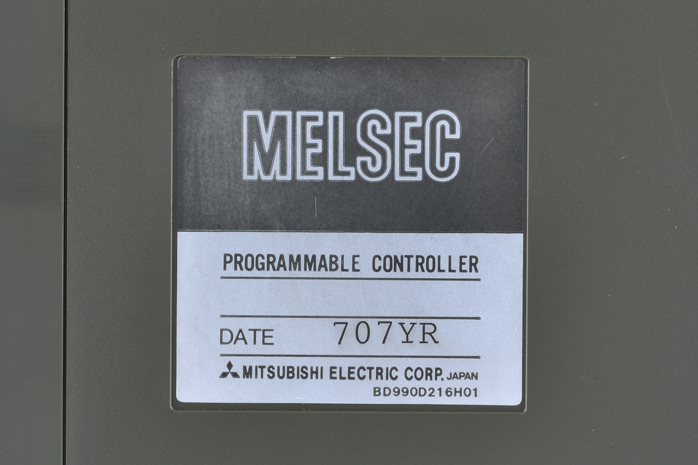 MELSEC
PROGRAMMABLE CONTROLLER
DATE 707YR
MITSUBISHI ELECTRIC CORP. JAPAN
BD990D216H01